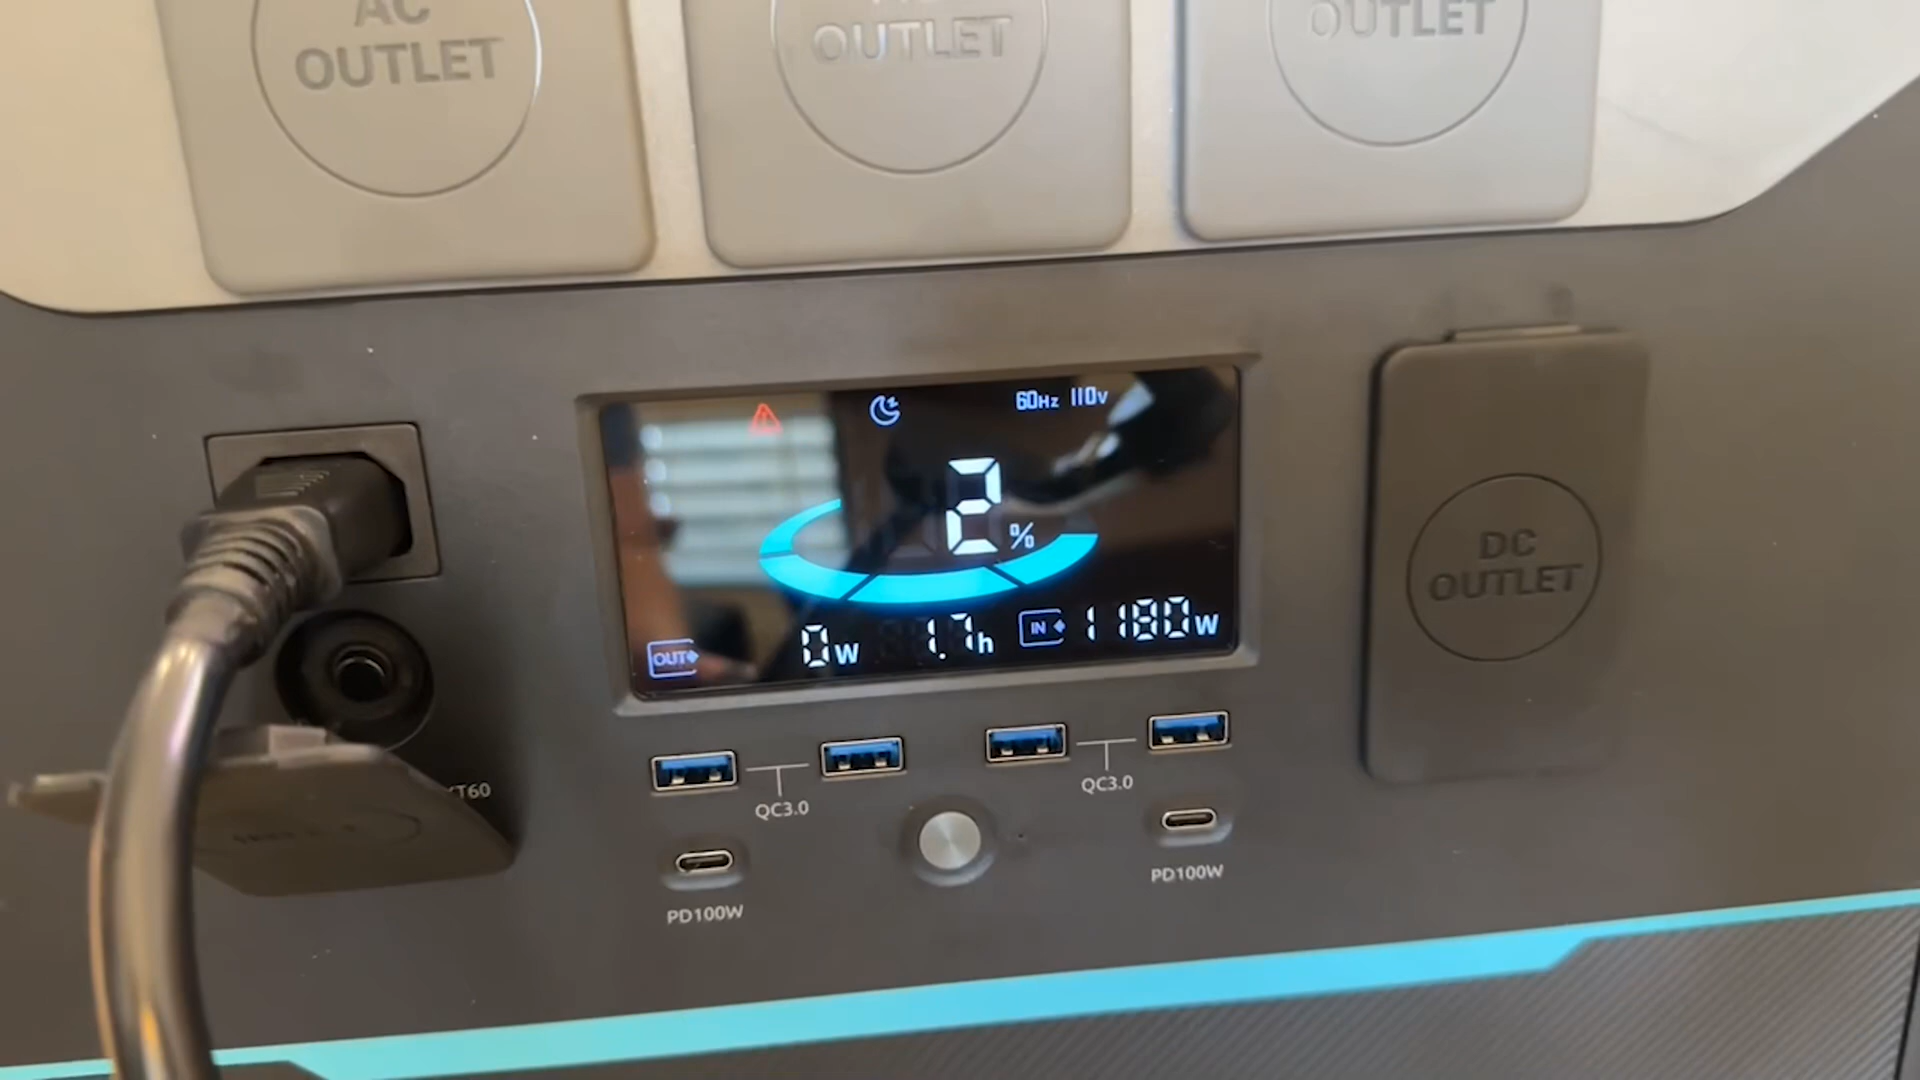 AC
OUTLET
OUTLET
OUTLET
60Hz 110V
2%
OUT
0W
1.7h
IN
1180W
DC
OUTLET
XT60
QC3.0
QC3.0
PD100W
PD100W